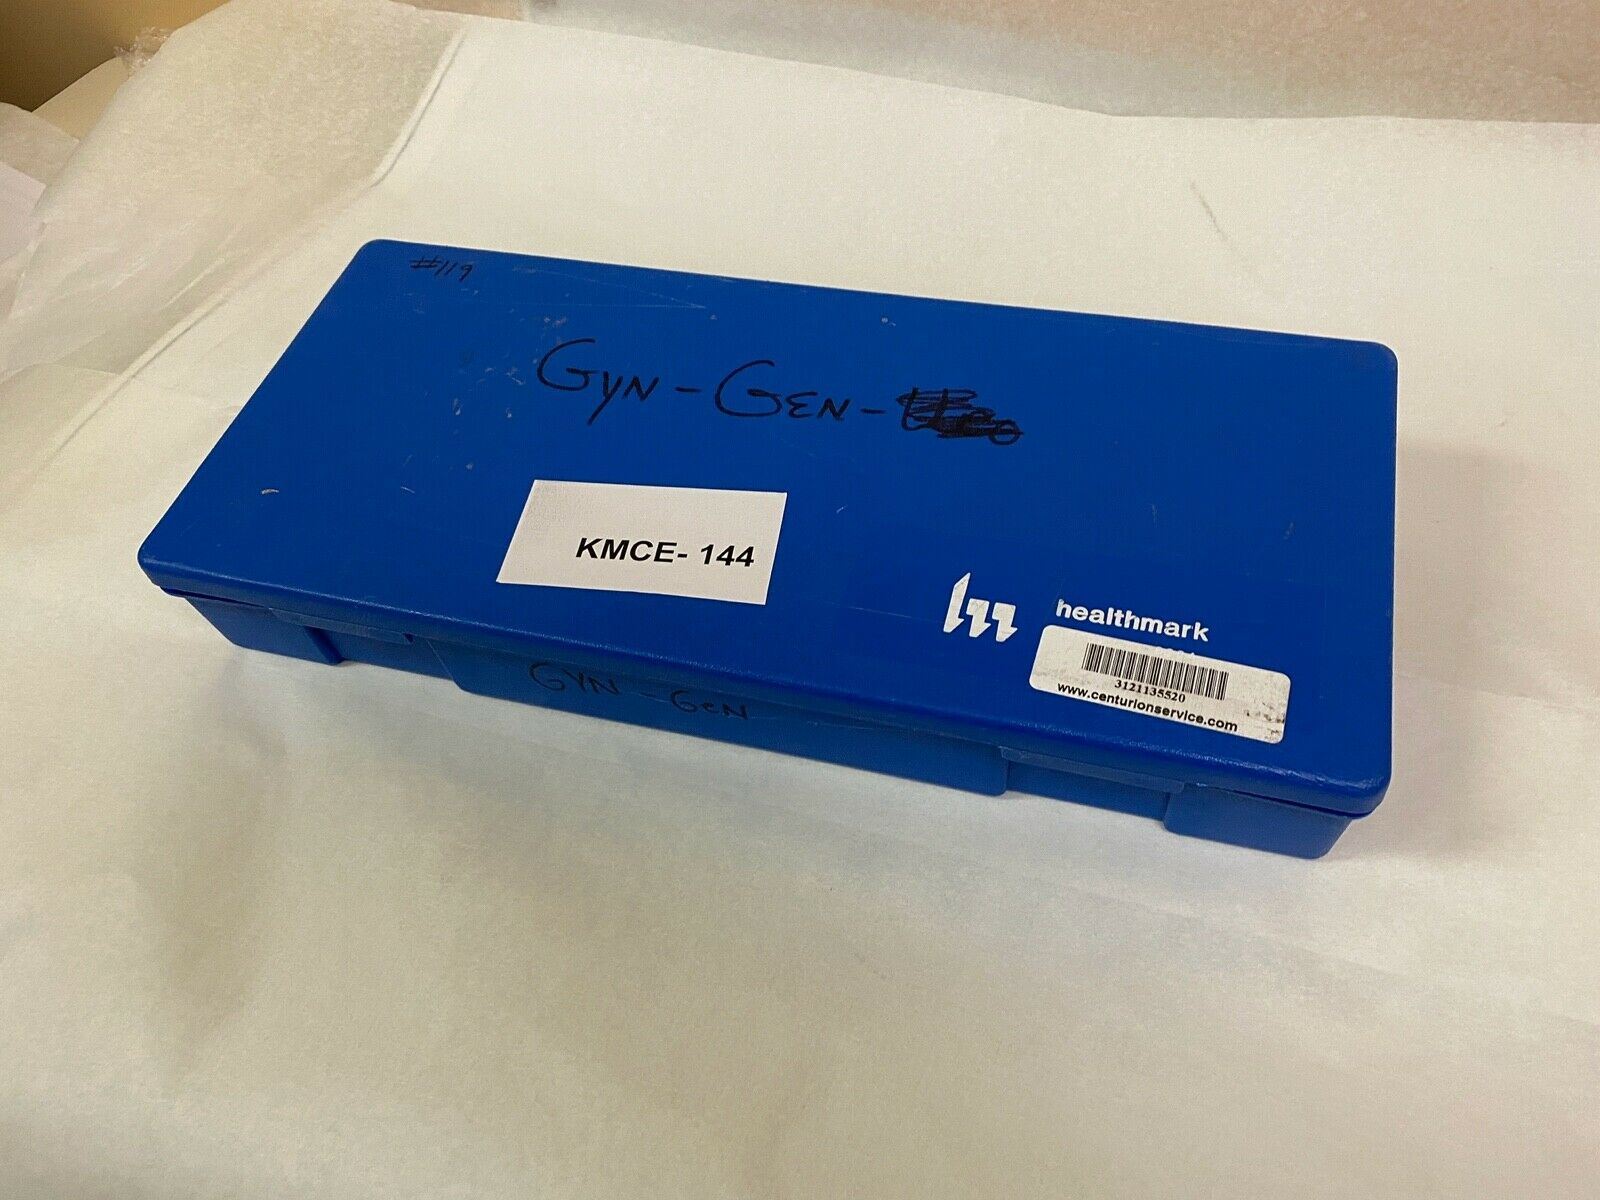 #119
GYN - GEN -
KMCE- 144
healthmark
3121135520
www.centurionservice.com
GYN - GEN